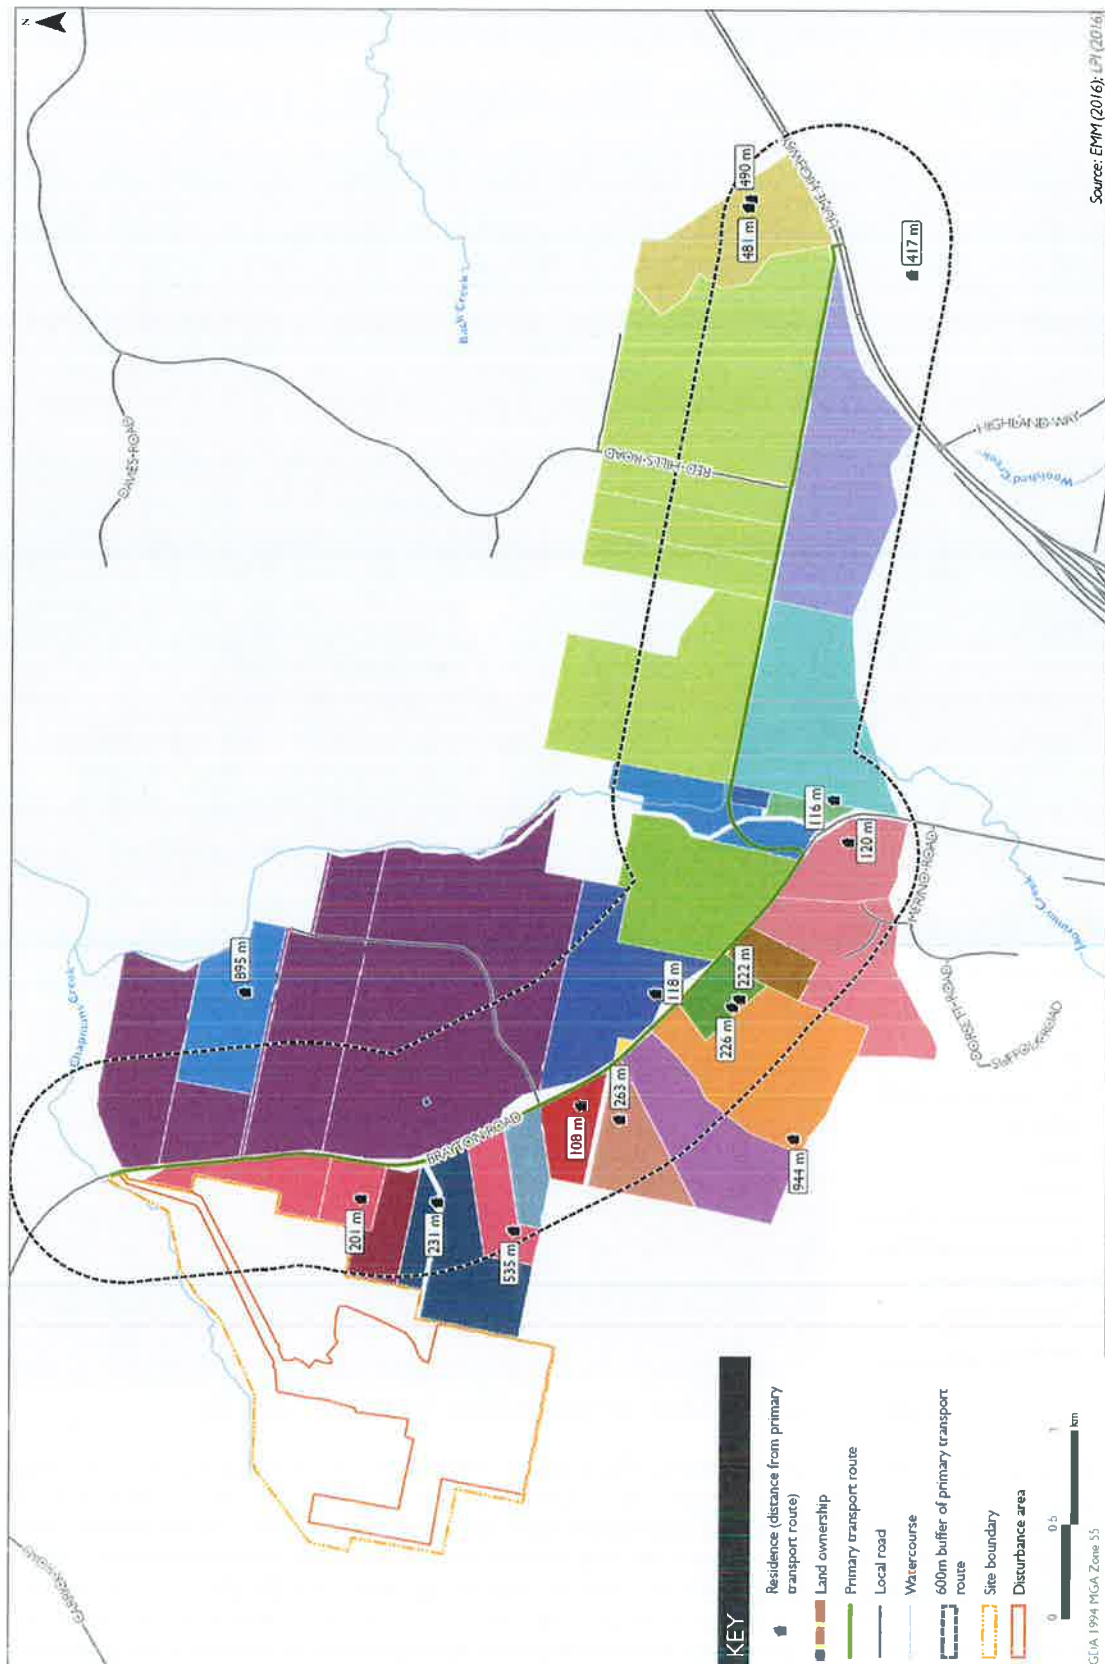 N
Chapmans Creek
895 m
BRAYTON ROAD
201 m
231 m
535 m
108 m
263 m
118 m
226 m
222 m
944 m
120 m
116 m
MERINO ROAD
DORSETT ROAD
SUFFOLK ROAD
DAVIES ROAD
RED HILLS ROAD
HUME HIGHWAY
490 m
481 m
417 m
HIGHLAND WAY
Woolshed Creek
KEY
Residence (distance from primary
transport route)
Land ownership
Primary transport route
Local road
Watercourse
600m buffer of primary transport
route
Site boundary
Disturbance area
0 0.5 1
km
GDA 1994 MGA Zone 55
Source: EMM (2016); LPI (2016)